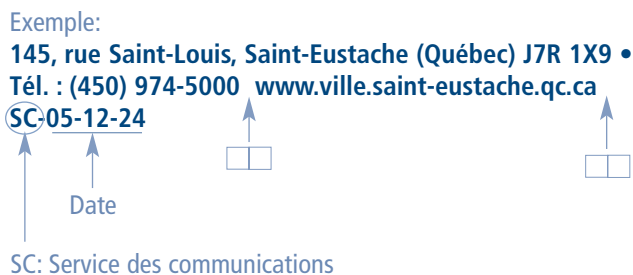 Exemple:
145, rue Saint-Louis, Saint-Eustache (Québec) J7R 1X9 •
Tél. : (450) 974-5000 www.ville.saint-eustache.qc.ca
SC-05-12-24
Date
SC: Service des communications